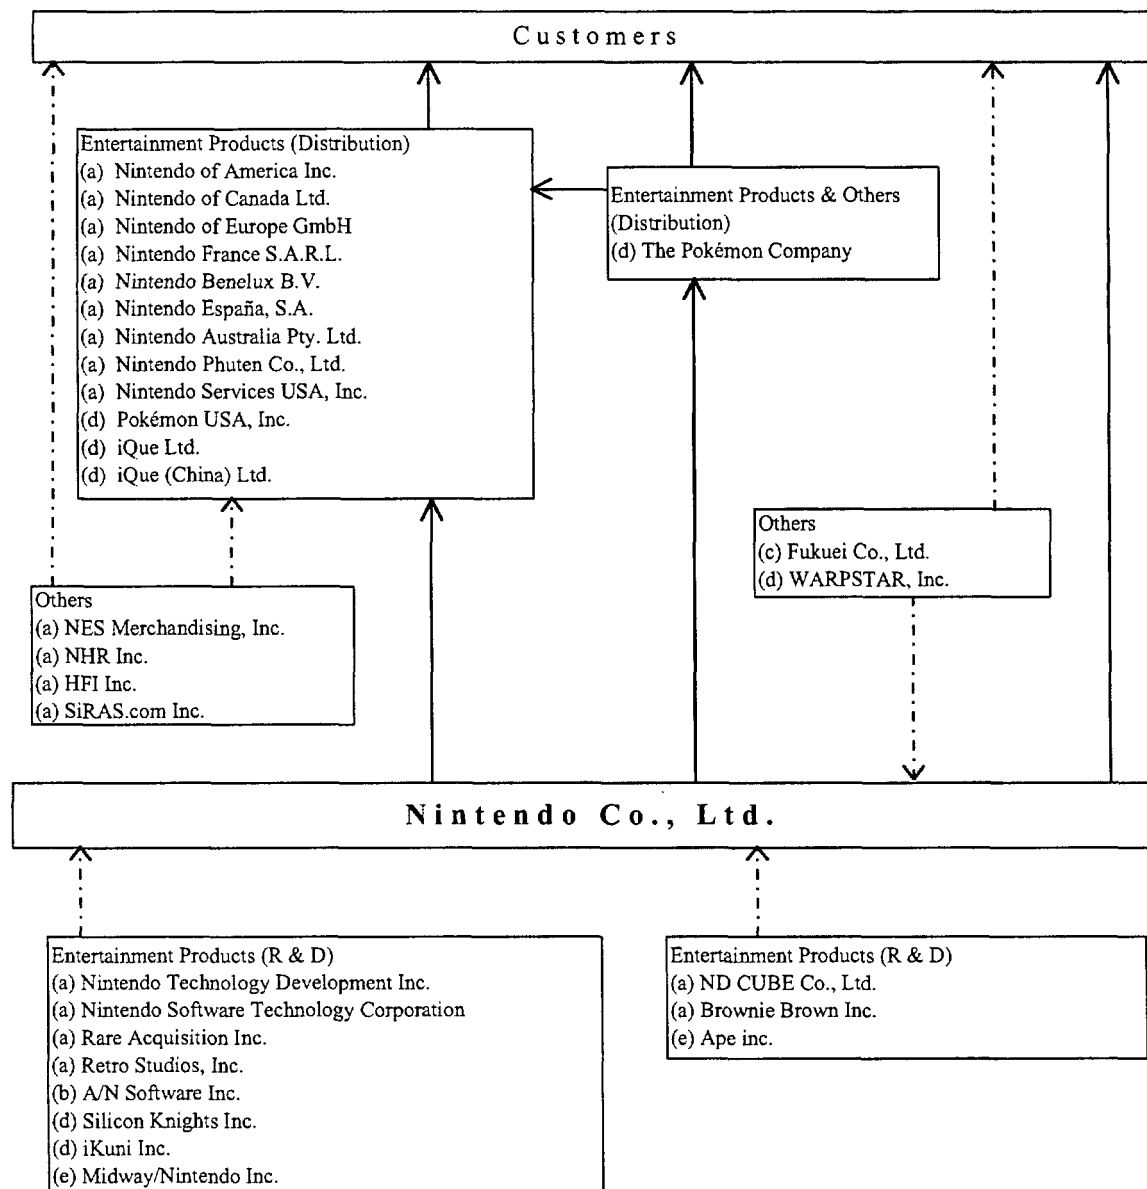 Customers
Entertainment Products (Distribution)
(a) Nintendo of America Inc.
(a) Nintendo of Canada Ltd.
(a) Nintendo of Europe GmbH
(a) Nintendo France S.A.R.L.
(a) Nintendo Benelux B.V.
(a) Nintendo España, S.A.
(a) Nintendo Australia Pty. Ltd.
(a) Nintendo Phuten Co., Ltd.
(a) Nintendo Services USA, Inc.
(d) Pokémon USA, Inc.
(d) iQue Ltd.
(d) iQue (China) Ltd.
Entertainment Products & Others
(Distribution)
(d) The Pokémon Company
Others
(c) Fukuei Co., Ltd.
(d) WARPSTAR, Inc.
Others
(a) NES Merchandising, Inc.
(a) NHR Inc.
(a) HFI Inc.
(a) SiRAS.com Inc.
Nintendo Co., Ltd.
Entertainment Products (R & D)
(a) Nintendo Technology Development Inc.
(a) Nintendo Software Technology Corporation
(a) Rare Acquisition Inc.
(a) Retro Studios, Inc.
(b) A/N Software Inc.
(d) Silicon Knights Inc.
(d) iKuni Inc.
(e) Midway/Nintendo Inc.
Entertainment Products (R & D)
(a) ND CUBE Co., Ltd.
(a) Brownie Brown Inc.
(e) Ape inc.